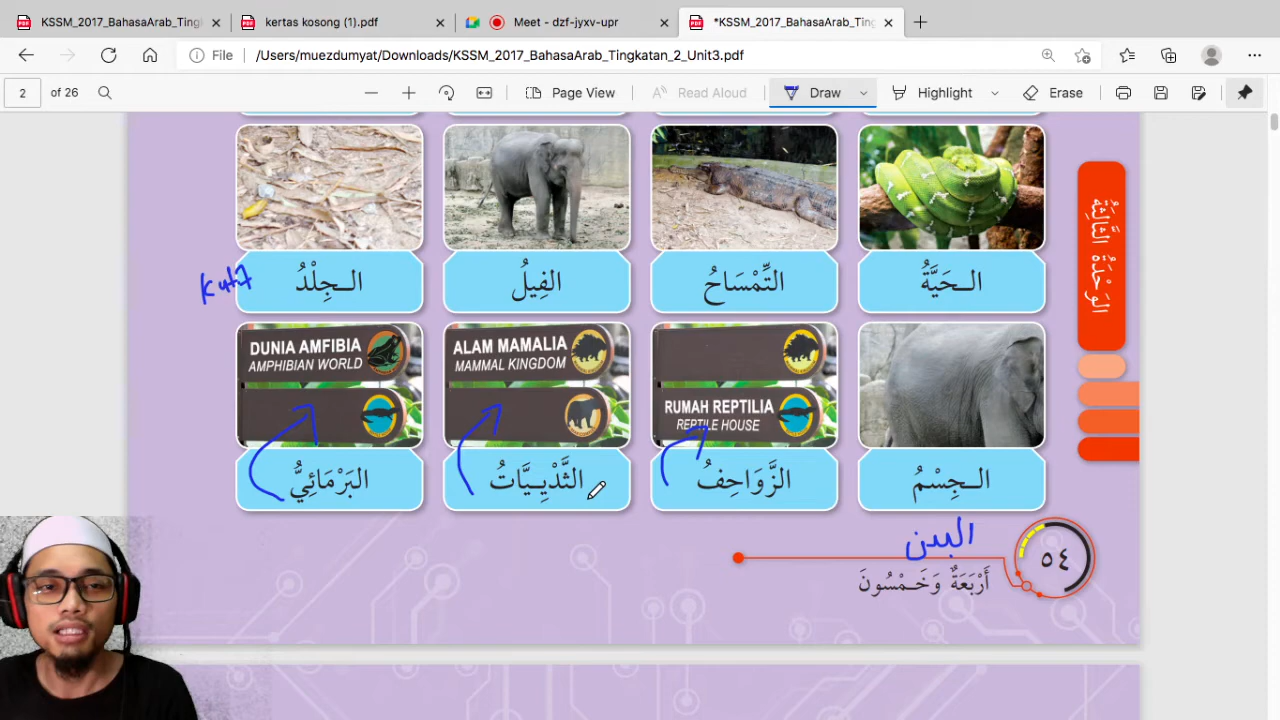 KSSM_2017_BahasaArab_Ting
kertas kosong (1).pdf
Meet - dzf-jyxv-upr
*KSSM_2017_BahasaArab_Ting
File
/Users/muezdumyat/Downloads/KSSM_2017_BahasaArab_Tingkatan_2_Unit3.pdf
2 of 26
Page View
Read Aloud
Draw
Highlight
Erase
الوَحْدَةُ الثَّالِثَةُ
الـحَيَّةُ
التِّمْسَاحُ
الفِيلُ
الـجِلْدُ
Kulit
RUMAH REPTILIA
REPTILE HOUSE
ALAM MAMALIA
MAMMAL KINGDOM
DUNIA AMFIBIA
AMPHIBIAN WORLD
الـجِسْمُ
الزَّوَاحِفُ
الثَّدْيِـيَّاتُ
البَرْمَائِيُّ
البدن
٥٤
أَرْبَعَةٌ وَخَـمْسُونَ